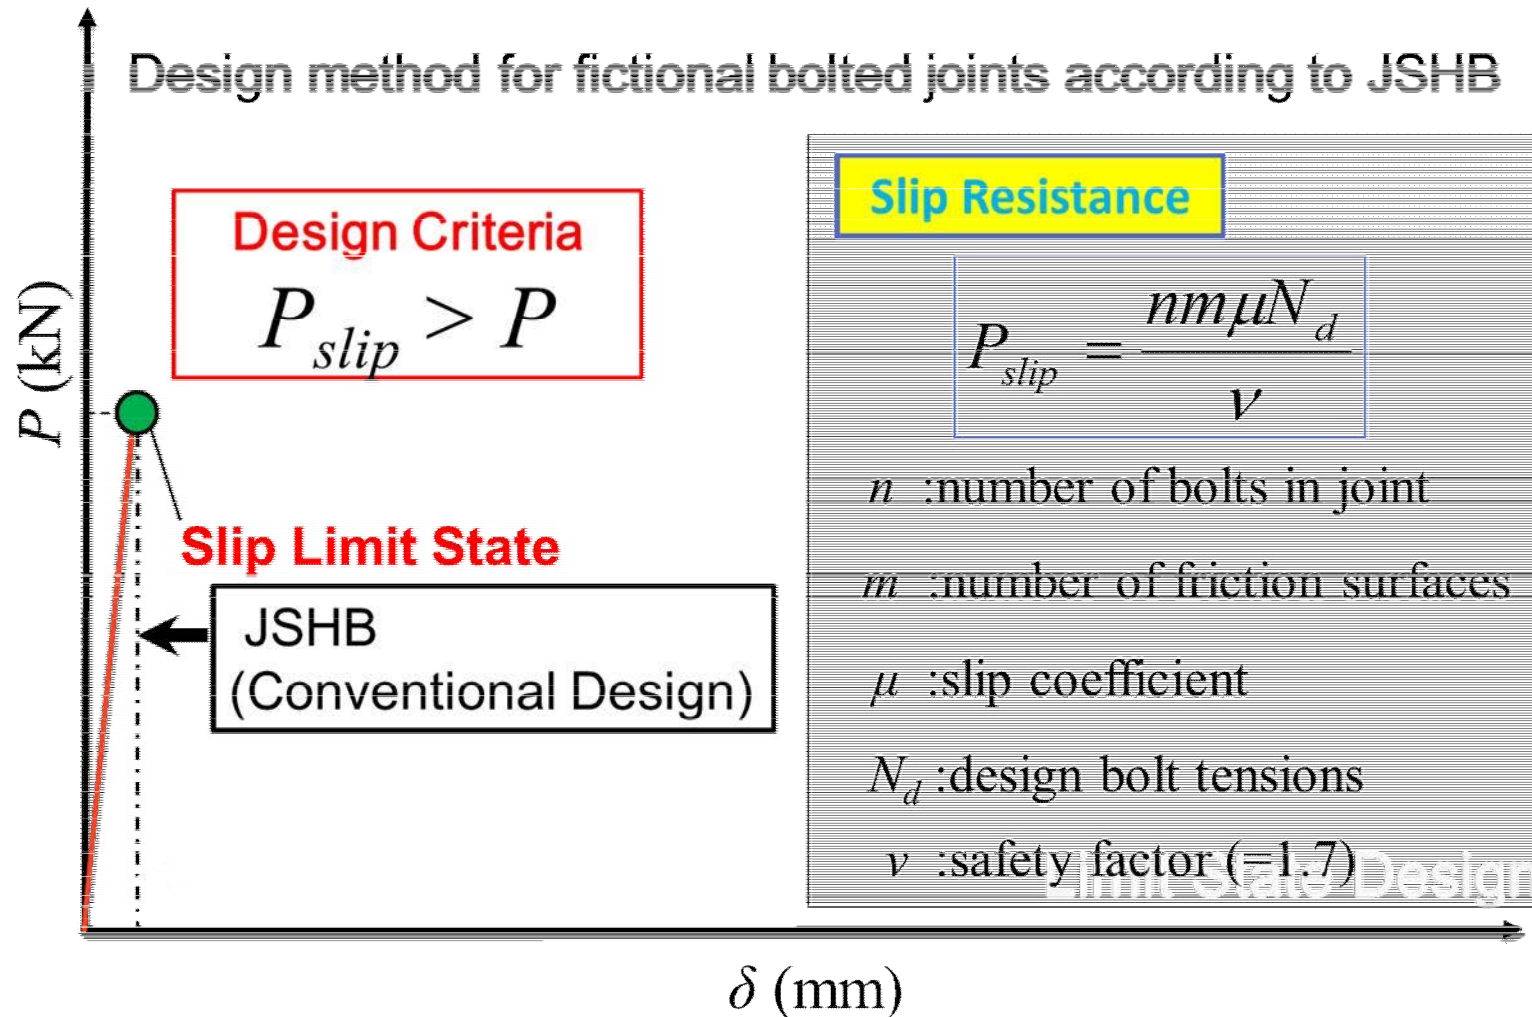 Design method for fictional bolted joints according to JSHB
Design Criteria
P_slip > P
Slip Resistance
P_slip = nmμN_d / ν
n :number of bolts in joint
m :number of friction surfaces
μ :slip coefficient
N_d :design bolt tensions
ν :safety factor (=1.7)
Limit State Design
P (kN)
Slip Limit State
JSHB
(Conventional Design)
δ (mm)